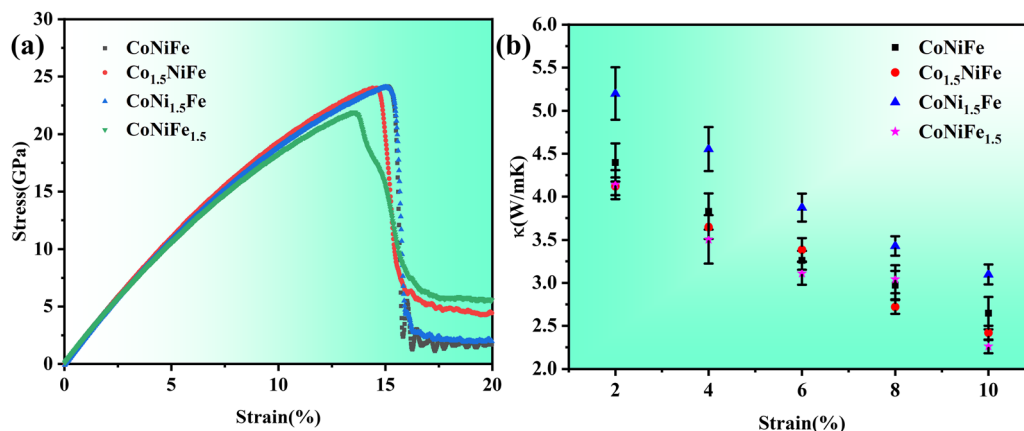 (a)
CoNiFe
Co1.5NiFe
CoNi1.5Fe
CoNiFe1.5
30
25
20
15
10
5
0
Stress(GPa)
0 5 10 15 20
Strain(%)
(b)
CoNiFe
Co1.5NiFe
CoNi1.5Fe
CoNiFe1.5
6.0
5.5
5.0
4.5
4.0
3.5
3.0
2.5
2.0
κ(W/mK)
2 4 6 8 10
Strain(%)